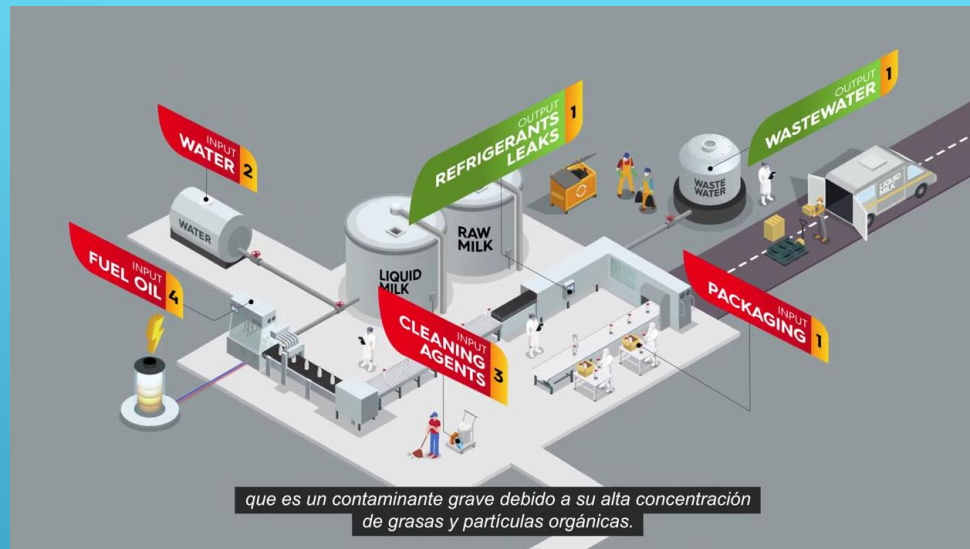 INPUT
WATER 2
OUTPUT
REFRIGERANTS
LEAKS 1
OUTPUT
WASTEWATER 1
WATER
LIQUID
MILK
RAW
MILK
WASTE
WATER
LIQUID
MILK
INPUT
FUEL OIL 4
INPUT
CLEANING
AGENTS 3
INPUT
PACKAGING 1
que es un contaminante grave debido a su alta concentración
de grasas y partículas orgánicas.